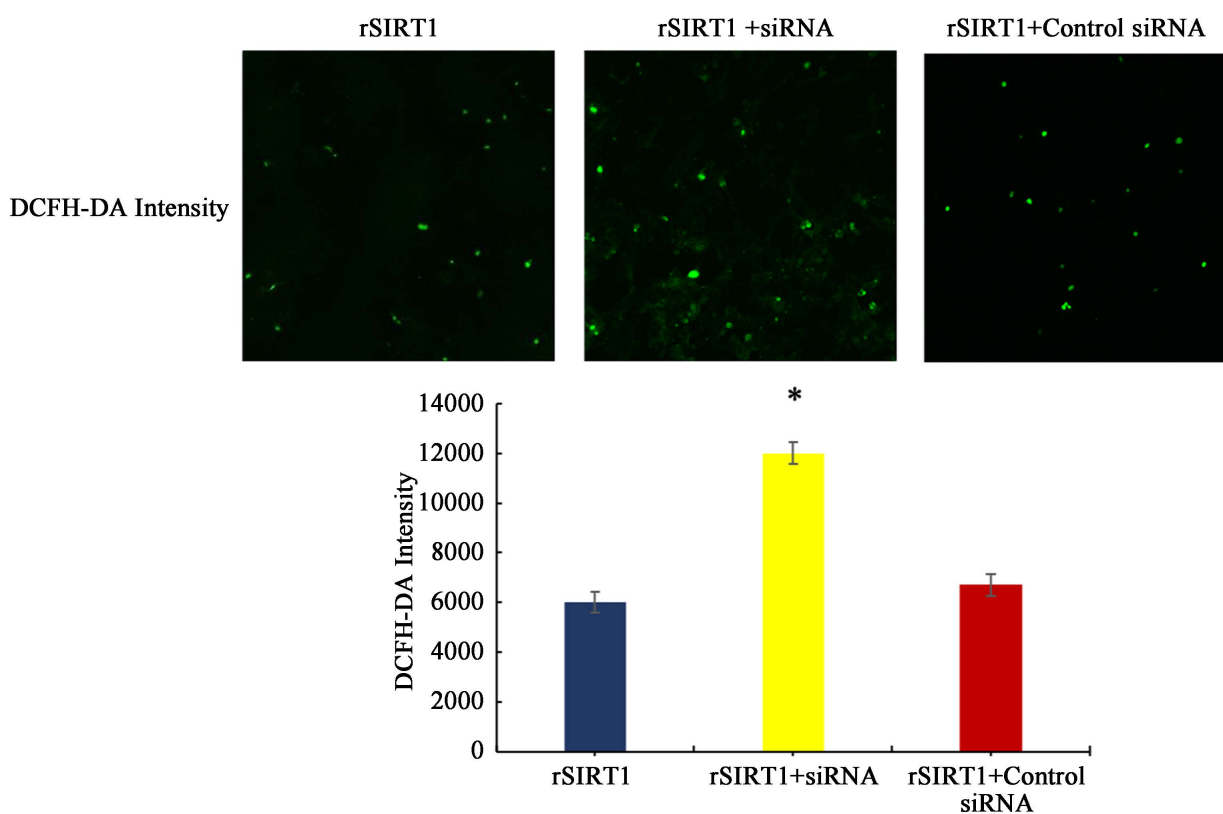 rSIRT1
rSIRT1 +siRNA
rSIRT1+Control siRNA
DCFH-DA Intensity
*
14000
12000
10000
8000
6000
4000
2000
0
DCFH-DA Intensity
rSIRT1
rSIRT1+siRNA
rSIRT1+Control
siRNA